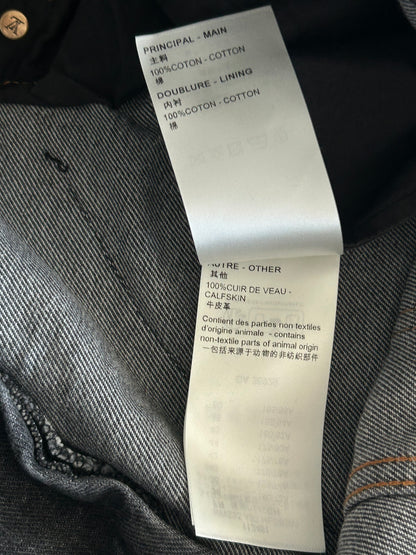 PRINCIPAL - MAIN
主料
100%COTON - COTTON
棉
DOUBLURE - LINING
内衬
100%COTON - COTTON
棉
AUTRE - OTHER
其他
100%CUIR DE VEAU -
CALFSKIN
牛皮革
Contient des parties non textiles
d'origine animale - contains
non-textile parts of animal origin
一包括来源于动物的非纺织部件